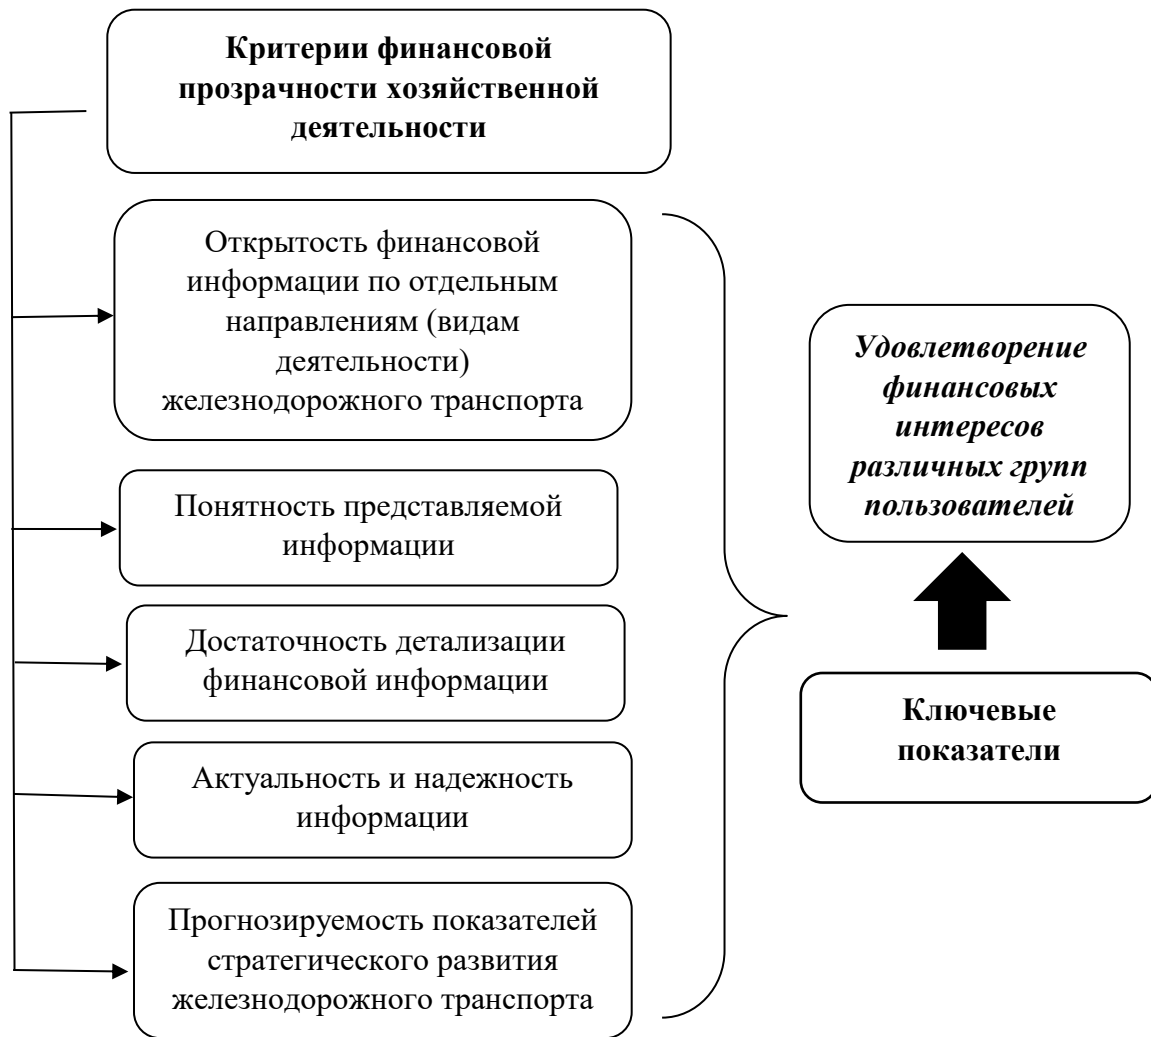 Критерии финансовой
прозрачности хозяйственной
деятельности
Открытость финансовой
информации по отдельным
направлениям (видам
деятельности)
железнодорожного транспорта
Понятность представляемой
информации
Достаточность детализации
финансовой информации
Актуальность и надежность
информации
Прогнозируемость показателей
стратегического развития
железнодорожного транспорта
Удовлетворение
финансовых
интересов
различных групп
пользователей
Ключевые
показатели